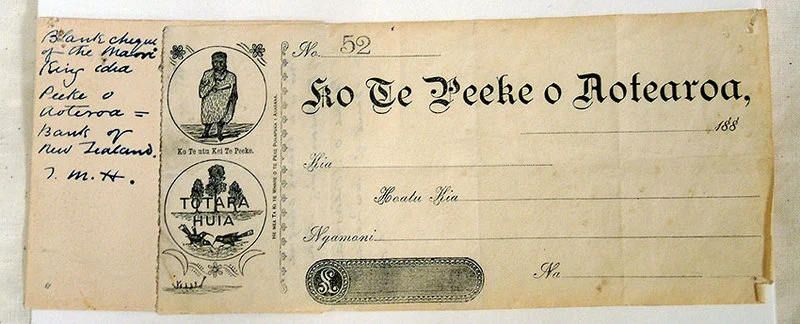 Blank cheque
of the Maori
King idea
Peeke o
Aoteroa =
Bank of
New Zealand.
T. M. H.
Ko Te utu Kei Te Peeke.
TOTARA
HUIA
No. 52
Ko Te Peeke o Aotearoa,
188
Kia
Hoatu Kia
Ngamoni
Na